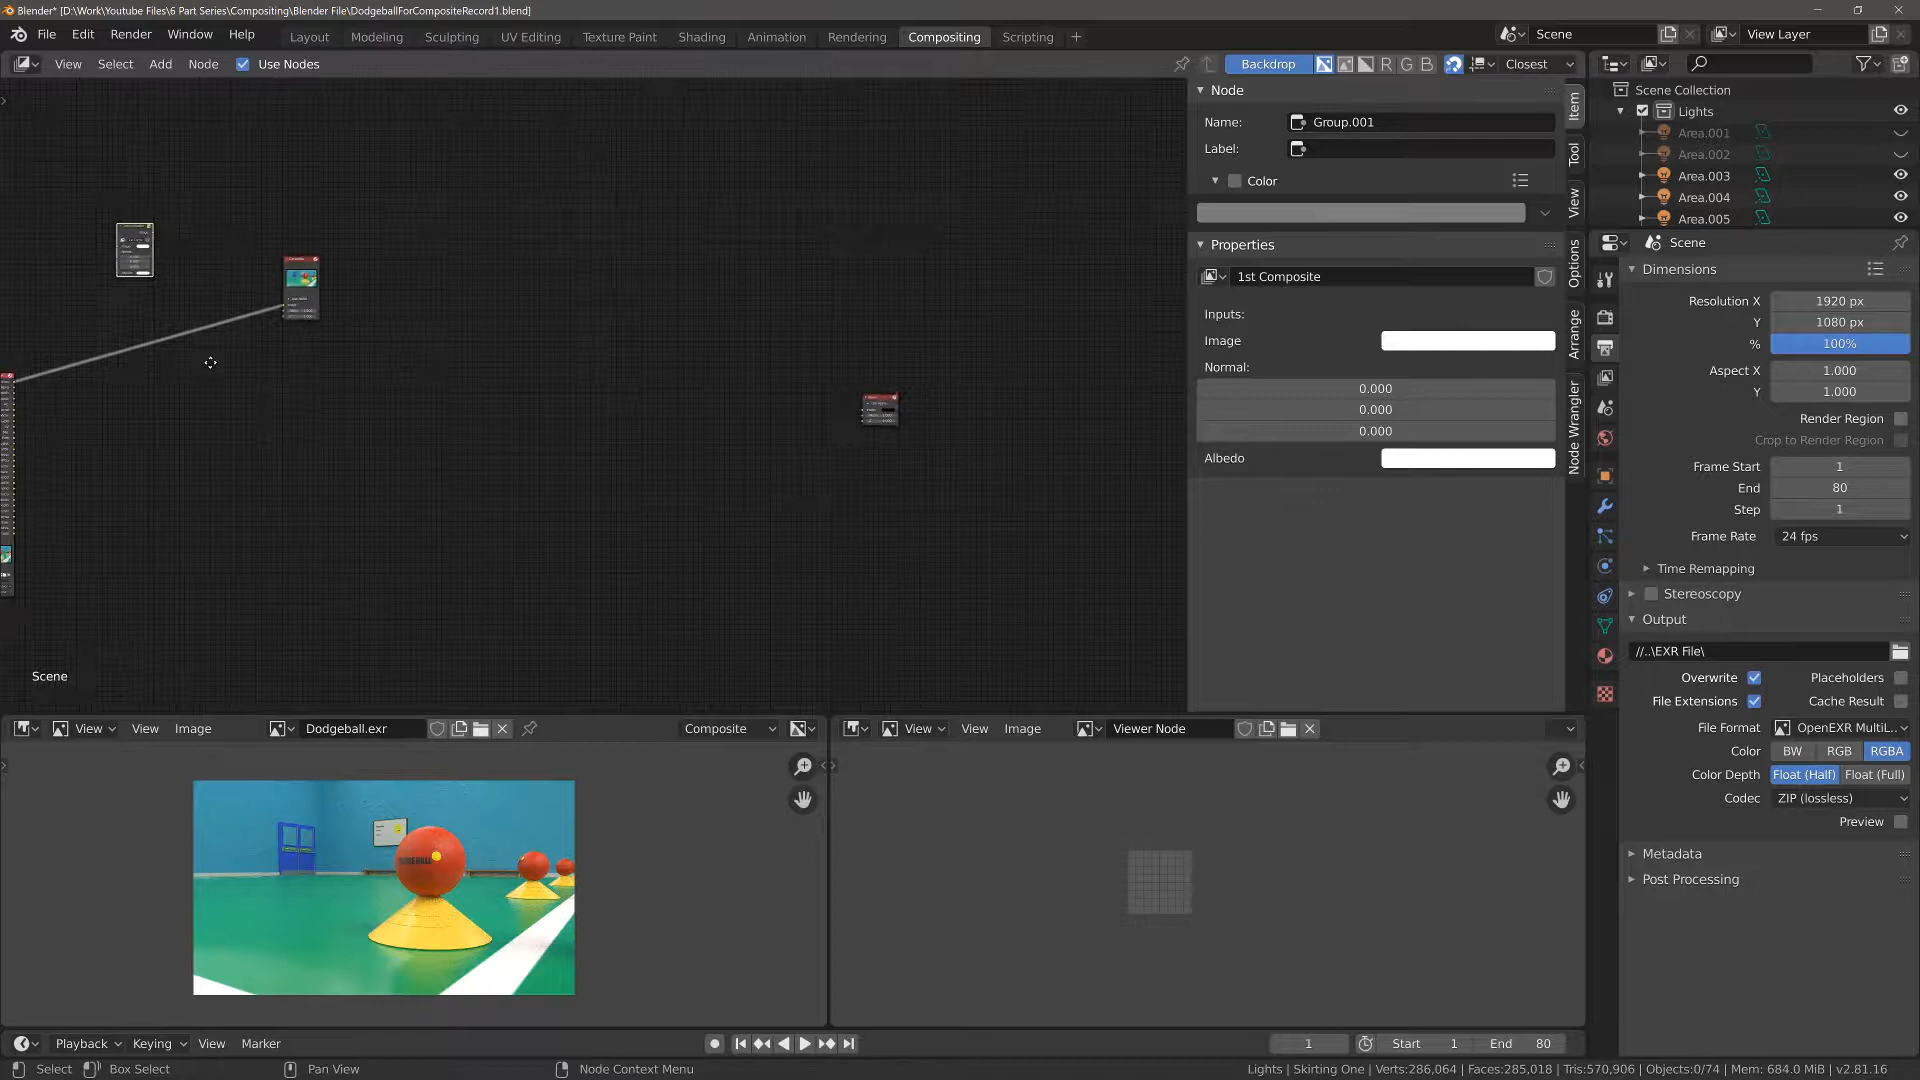 Blender* [D:\Work\Youtube Files\6 Part Series\Compositing\Blender File\DodgeballForCompositeRecord1.blend]
File Edit Render Window Help Layout Modeling Sculpting UV Editing Texture Paint Shading Animation Rendering Compositing Scripting + Scene View Layer
View Select Add Node Use Nodes Backdrop R G B Closest
Node
Name: Group.001
Label:
Color
Properties
1st Composite
Inputs:
Image
Normal:
0.000
0.000
0.000
Albedo
Item
Tool
View
Options
Arrange
Node Wrangler
Scene
Scene Collection
Lights
Area.001
Area.002
Area.003
Area.004
Area.005
Scene
Dimensions
Resolution X 1920 px
Y 1080 px
% 100%
Aspect X 1.000
Y 1.000
Render Region
Crop to Render Region
Frame Start 1
End 80
Step 1
Frame Rate 24 fps
Time Remapping
Stereoscopy
Output
//..\EXR File\
Overwrite Placeholders
File Extensions Cache Result
File Format OpenEXR MultiL..
Color BW RGB RGBA
Color Depth Float (Half) Float (Full)
Codec ZIP (lossless)
Preview
Metadata
Post Processing
View View Image Dodgeball.exr Composite
View View Image Viewer Node
Playback Keying View Marker 1 Start 1 End 80
Select Box Select Pan View Node Context Menu Lights | Skirting One | Verts:286,064 | Faces:285,018 | Tris:570,906 | Objects:0/74 | Mem: 684.0 MiB | v2.81.16